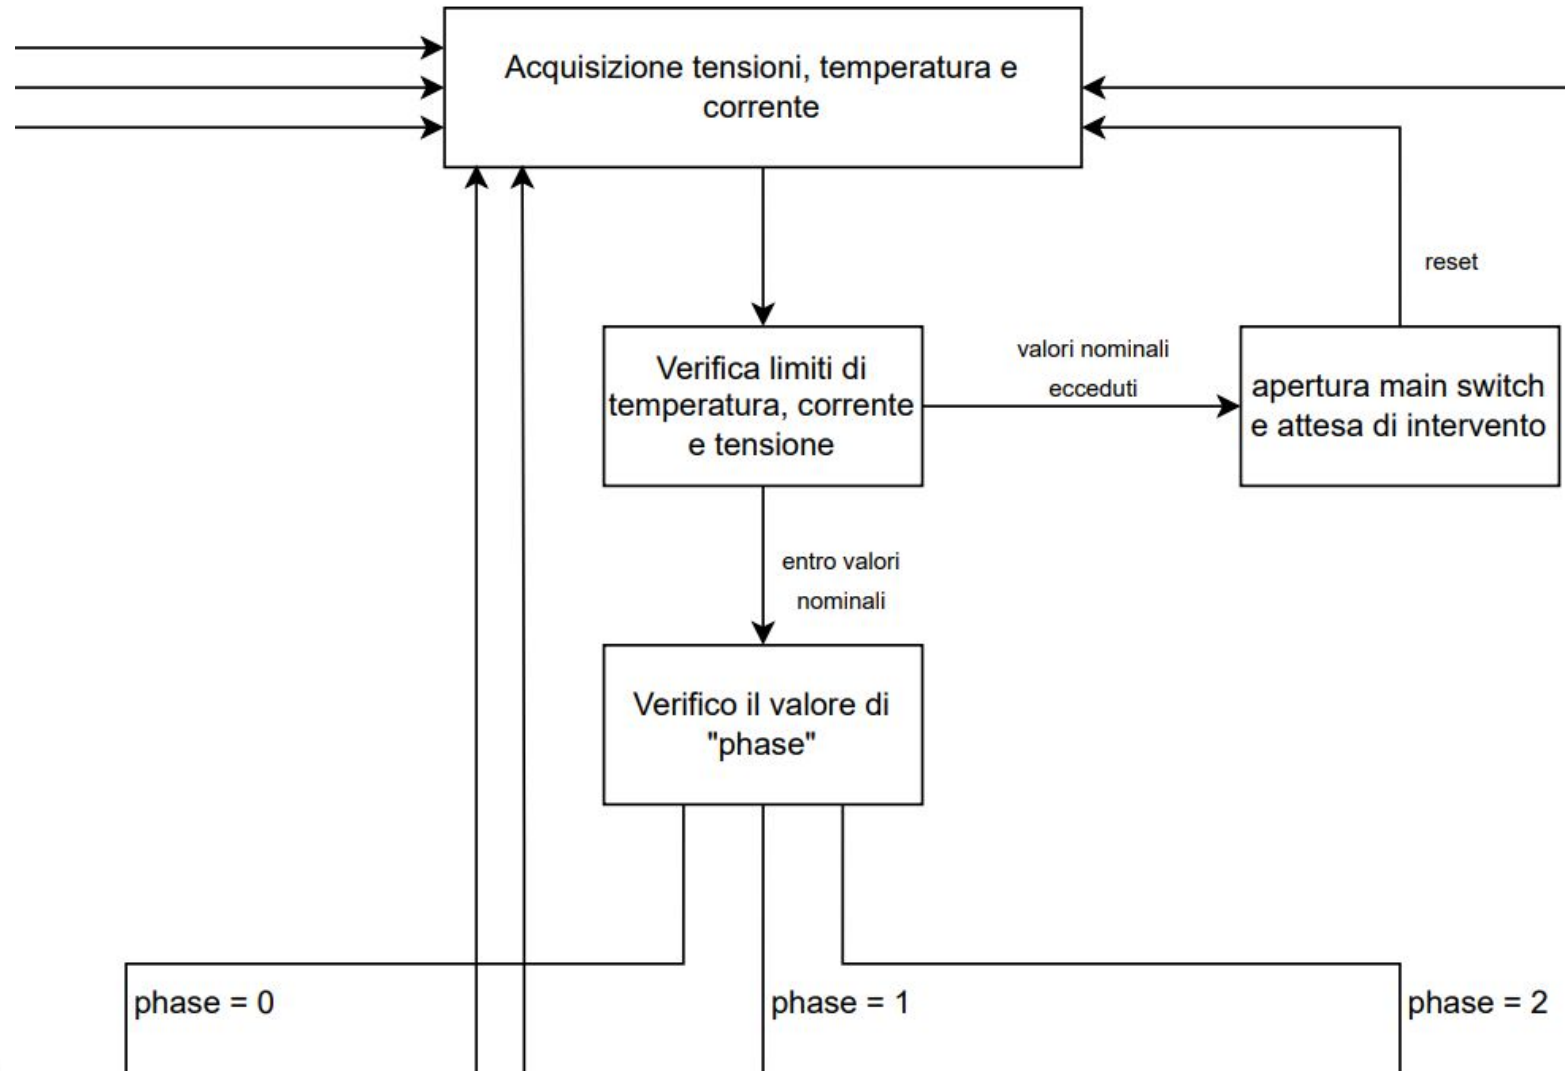 Acquisizione tensioni, temperatura e
corrente
reset
valori nominali
ecceduti
Verifica limiti di
temperatura, corrente
e tensione
apertura main switch
e attesa di intervento
entro valori
nominali
Verifico il valore di
"phase"
phase = 0
phase = 1
phase = 2